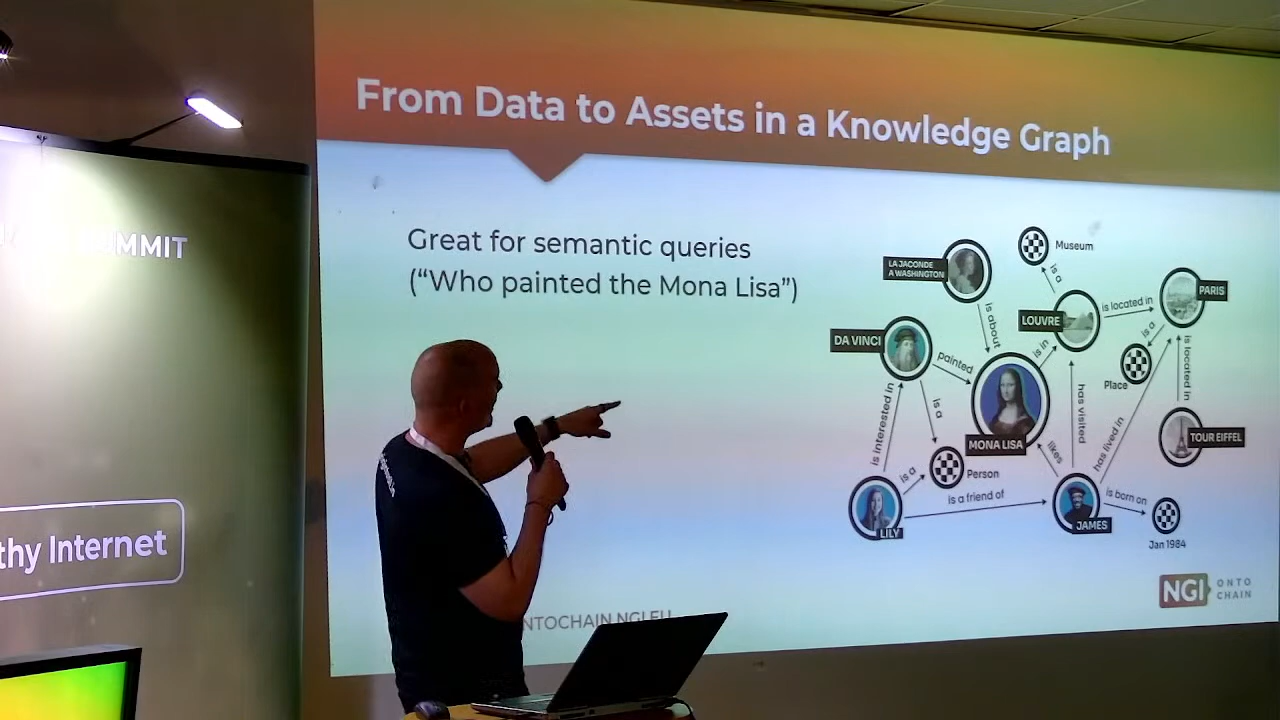 From Data to Assets in a Knowledge Graph
Great for semantic queries
(“Who painted the Mona Lisa”)
LA JACONDE
A WASHINGTON
Museum
is a
is about
LOUVRE
is located in
PARIS
DA VINCI
painted
is in
is a
Place
is located in
is interested in
is a
MONA LISA
likes
has visited
has lived in
TOUR EIFFEL
is a
Person
LILY
is a friend of
JAMES
is born on
Jan 1984
NGI
ONTO
CHAIN
NTOCHAIN.NGI.EU
MMIT
thy Internet